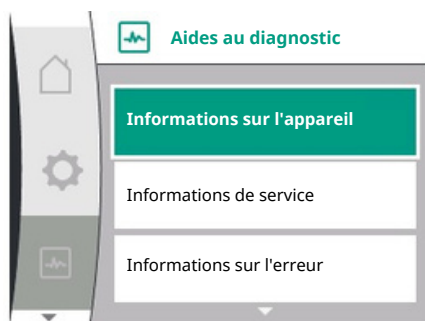 Aides au diagnostic
Informations sur l'appareil
Informations de service
Informations sur l'erreur